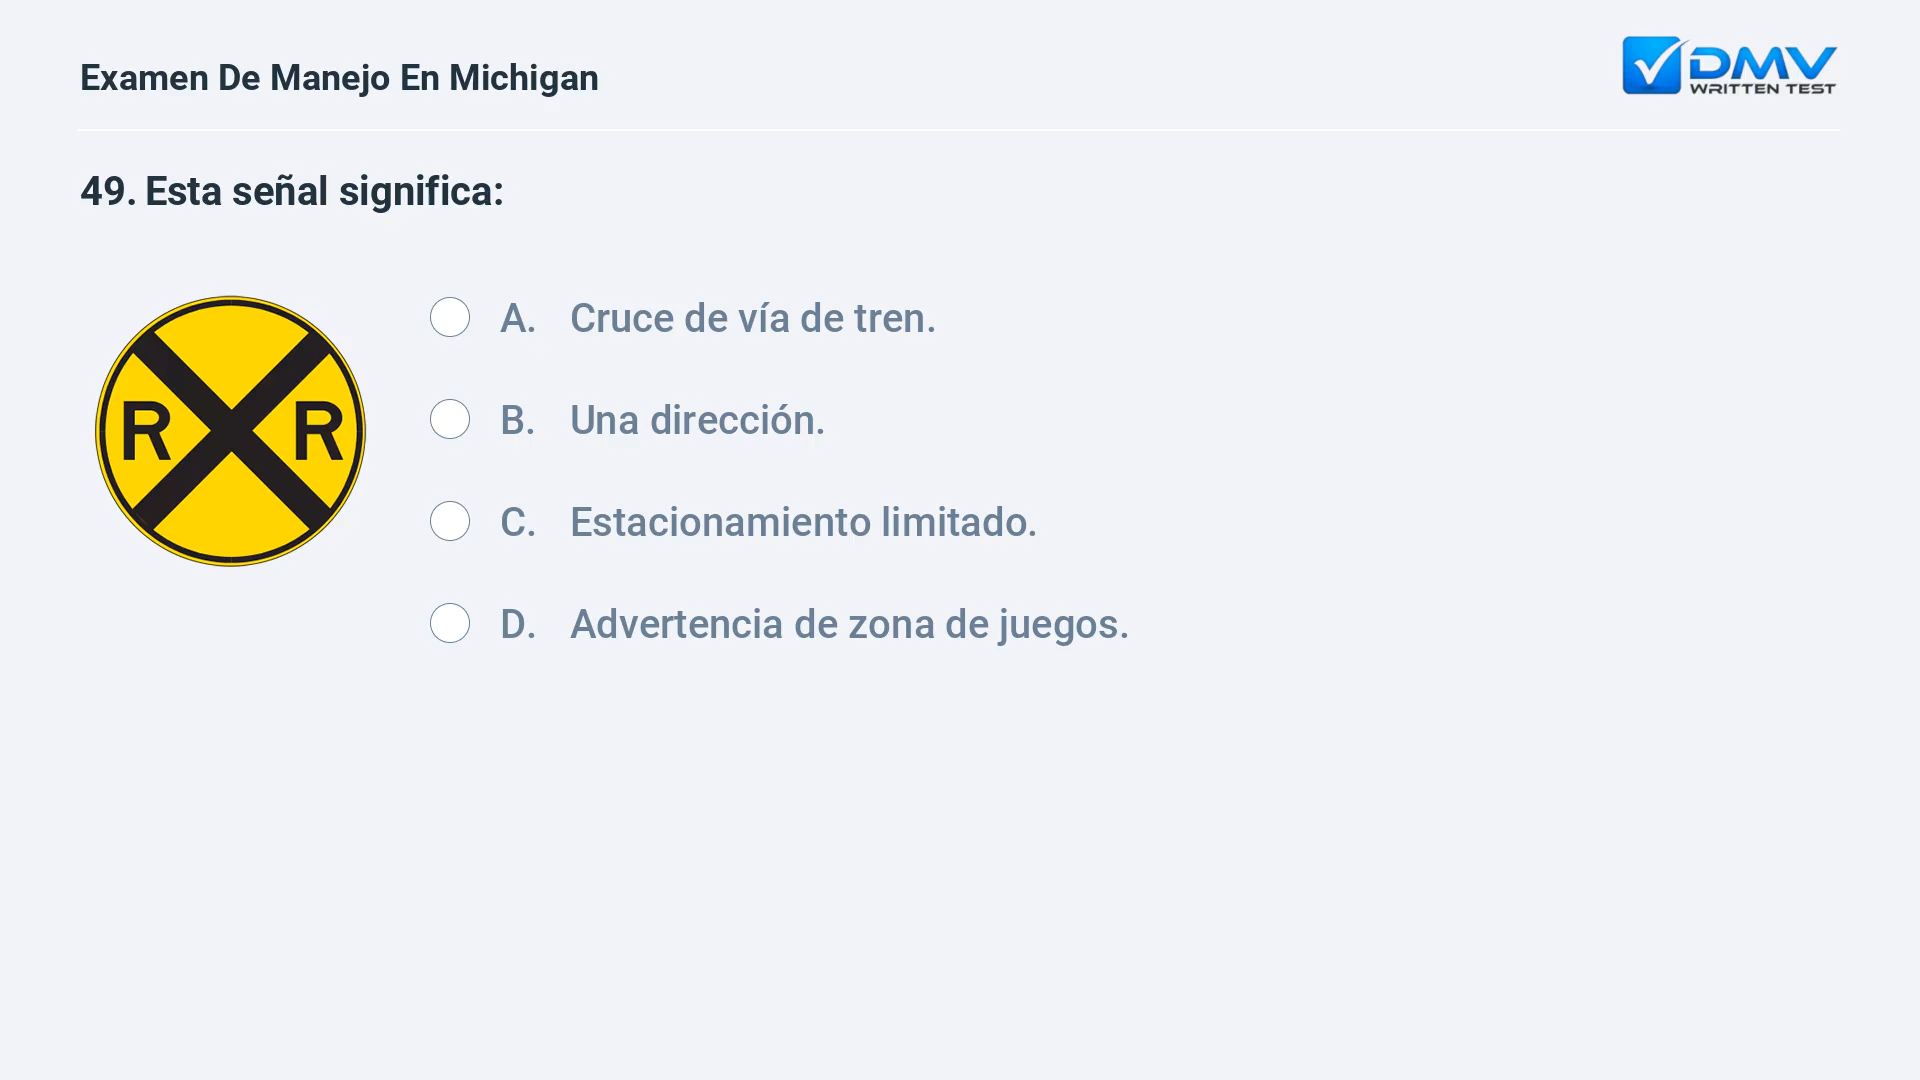 Examen De Manejo En Michigan
DMV
WRITTEN TEST
49. Esta señal significa:
R R
A. Cruce de vía de tren.
B. Una dirección.
C. Estacionamiento limitado.
D. Advertencia de zona de juegos.